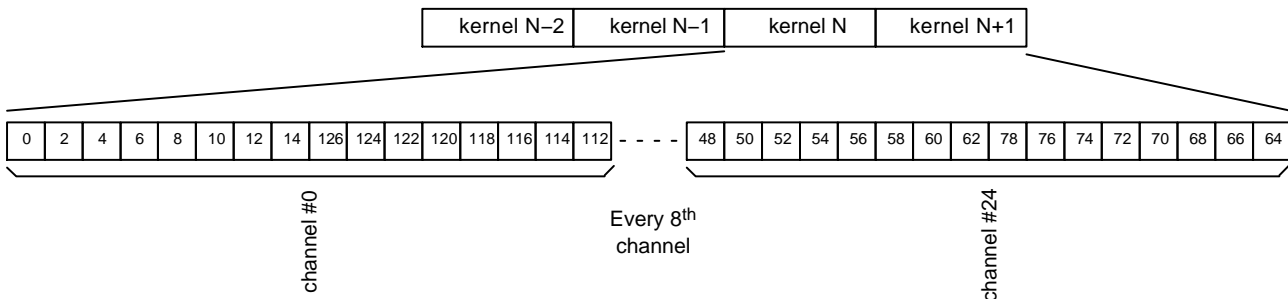 kernel N–2 kernel N–1 kernel N kernel N+1
0 2 4 6 8 10 12 14 126 124 122 120 118 116 114 112 - - - - 48 50 52 54 56 58 60 62 78 76 74 72 70 68 66 64
channel #0
Every 8th
channel
channel #24